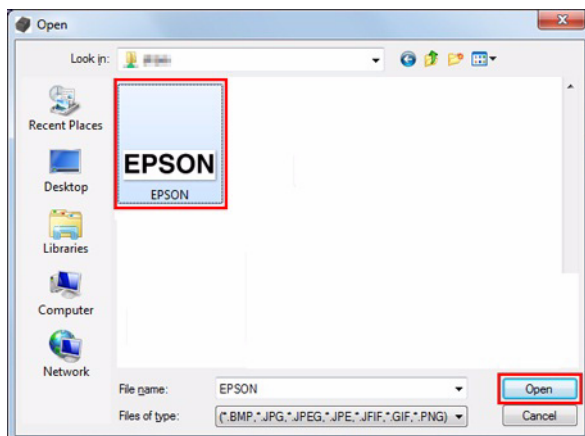 Open
Look in:
Recent Places
Desktop
Libraries
Computer
Network
EPSON
EPSON
File name: EPSON Open
Files of type: (*.BMP,*.JPG,*.JPEG,*.JPE,*.JFIF,*.GIF,*.PNG) Cancel